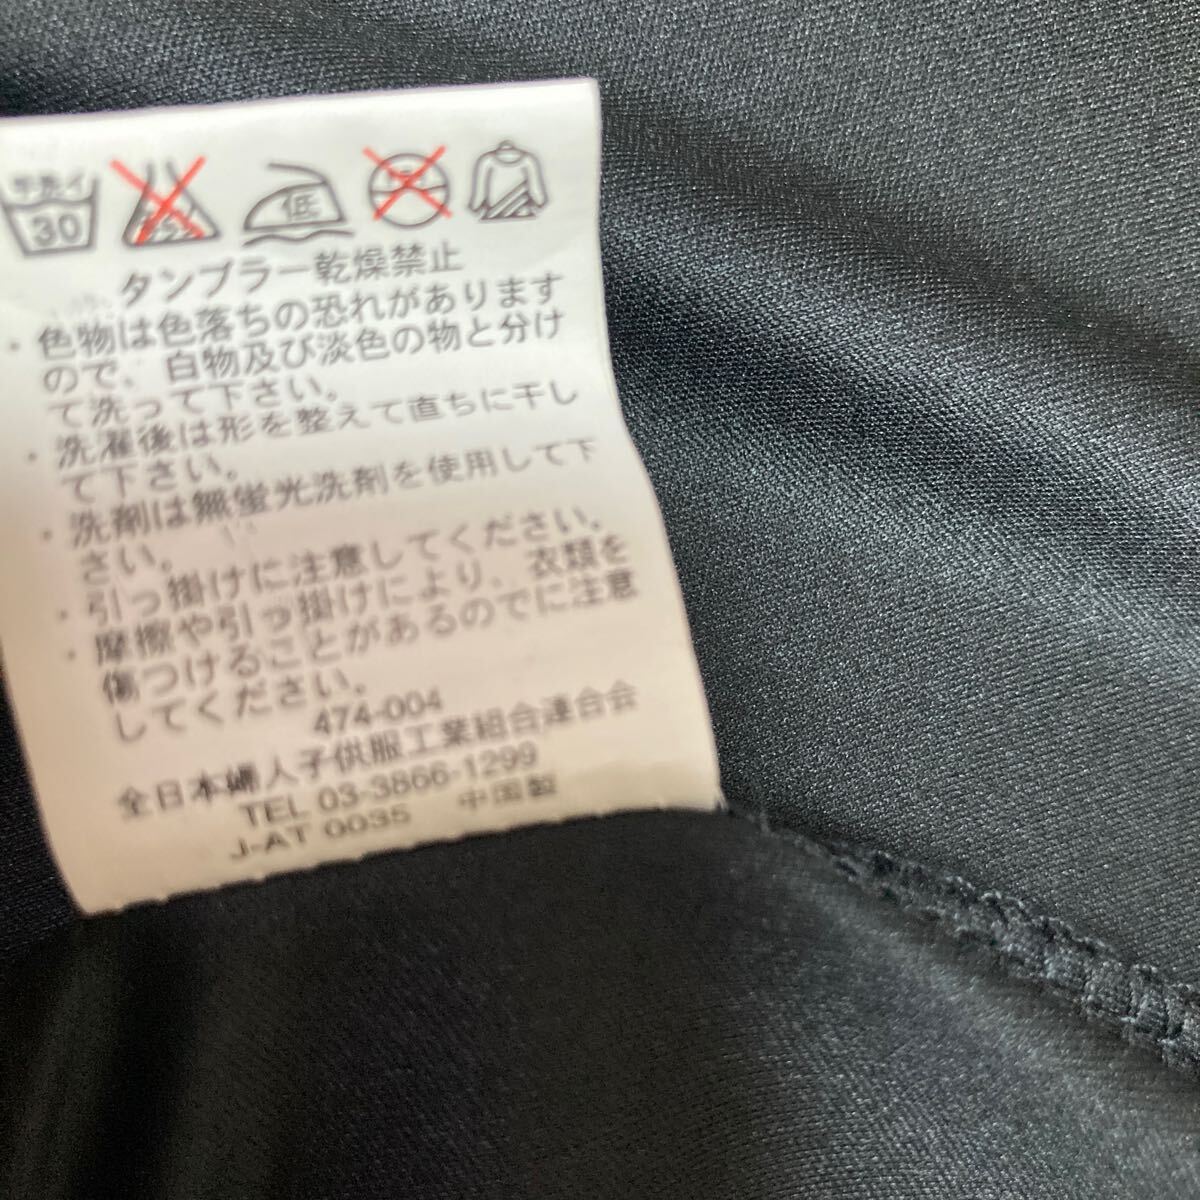 手洗イ
30
低
タンブラー乾燥禁止
・色物は色落ちの恐れがあります
ので、白物及び淡色の物と分け
て洗って下さい。
・洗濯後は形を整えて直ちに干し
て下さい。
・洗剤は無蛍光洗剤を使用して下
さい。
・引っ掛けに注意してください。
・摩擦や引っ掛けにより、衣類を
傷つけることがあるのでに注意
してください。
474-004
全日本婦人子供服工業組合連合会
TEL 03-3866-1299
J-AT 0035 中国製